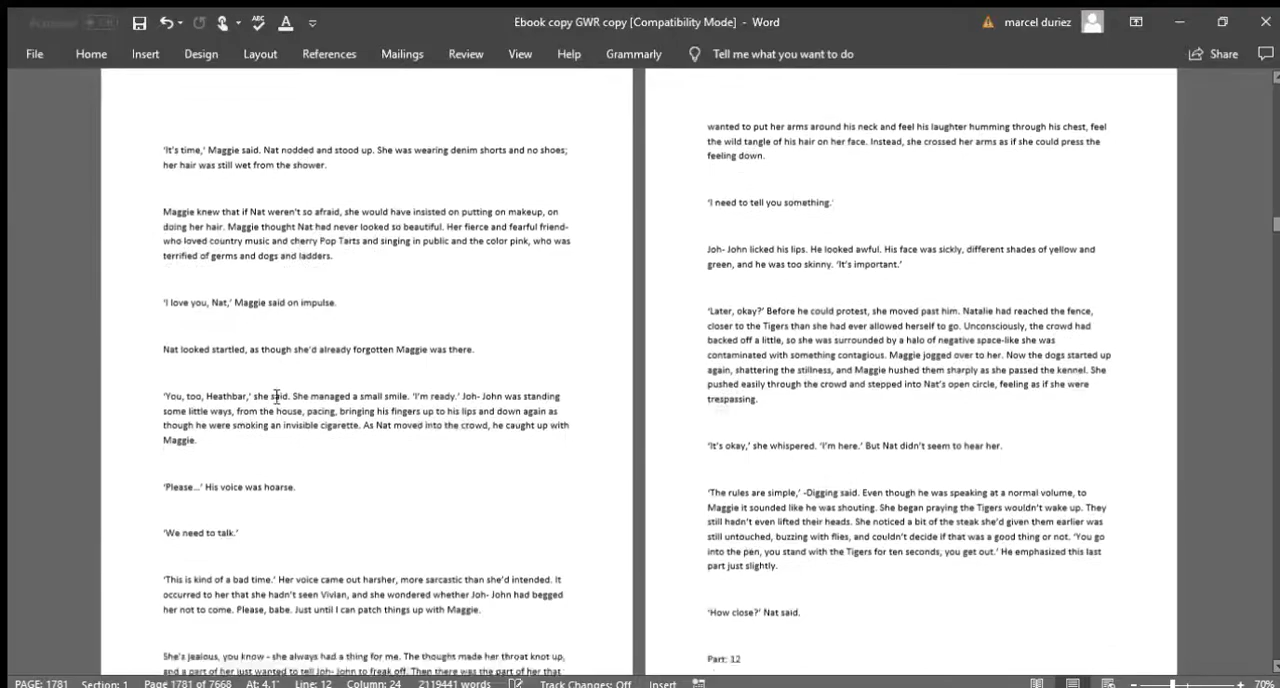 Ebook copy GWR copy [Compatibility Mode] - Word
marcel duriez
File Home Insert Design Layout References Mailings Review View Help Grammarly Tell me what you want to do Share
'It's time,' Maggie said. Nat nodded and stood up. She was wearing denim shorts and no shoes;
her hair was still wet from the shower.
Maggie knew that if Nat weren't so afraid, she would have insisted on putting on makeup, on
doing her hair. Maggie thought Nat had never looked so beautiful. Her fierce and fearful friend-
who loved country music and cherry Pop Tarts and singing in public and the color pink, who was
terrified of germs and dogs and ladders.
'I love you, Nat,' Maggie said on impulse.
Nat looked startled, as though she'd already forgotten Maggie was there.
'You, too, Heathbar,' she said. She managed a small smile. 'I'm ready.' Joh- John was standing
some little ways, from the house, pacing, bringing his fingers up to his lips and down again as
though he were smoking an invisible cigarette. As Nat moved into the crowd, he caught up with
Maggie.
'Please...' His voice was hoarse.
'We need to talk.'
'This is kind of a bad time.' Her voice came out harsher, more sarcastic than she'd intended. It
occurred to her that she hadn't seen Vivian, and she wondered whether Joh- John had begged
her not to come. Please, babe. Just until I can patch things up with Maggie.
She's jealous, you know - she always had a thing for me. The thought made her throat knot up,
and a part of her just wanted to tell Joh- John to freak off. Then there was the part of her that
wanted to put her arms around his neck and feel his laughter humming through his chest, feel
the wild tangle of his hair on her face. Instead, she crossed her arms as if she could press the
feeling down.
'I need to tell you something.'
Joh- John licked his lips. He looked awful. His face was sickly, different shades of yellow and
green, and he was too skinny. 'It's important.'
'Later, okay?' Before he could protest, she moved past him. Natalie had reached the fence,
closer to the Tigers than she had ever allowed herself to go. Unconsciously, the crowd had
backed off a little, so she was surrounded by a halo of negative space-like she was
contaminated with something contagious. Maggie jogged over to her. Now the dogs started up
again, shattering the stillness, and Maggie hushed them sharply as she passed the kennel. She
pushed easily through the crowd and stepped into Nat's open circle, feeling as if she were
trespassing.
'It's okay,' she whispered. 'I'm here.' But Nat didn't seem to hear her.
'The rules are simple,' -Digging said. Even though he was speaking at a normal volume, to
Maggie it sounded like he was shouting. She began praying the Tigers wouldn't wake up. They
still hadn't even lifted their heads. She noticed a bit of the steak she'd given them earlier was
still untouched, buzzing with flies, and couldn't decide if that was a good thing or not. 'You go
into the pen, you stand with the Tigers for ten seconds, you get out.' He emphasized this last
part just slightly.
'How close?' Nat said.
Part: 12
PAGE: 1781 Section: 1 Page 1781 of 7668 At: 4.1" Line: 12 Column: 24 2119441 words Track Changes: Off Insert 70%